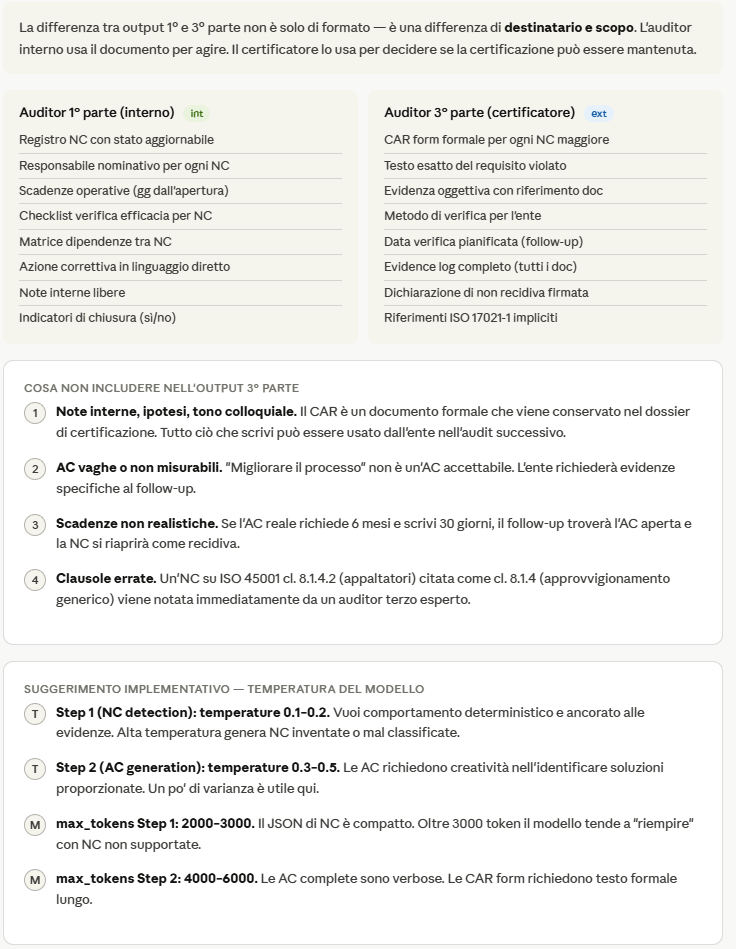 La differenza tra output 1° e 3° parte non è solo di formato — è una differenza di destinatario e scopo. L'auditor
interno usa il documento per agire. Il certificatore lo usa per decidere se la certificazione può essere mantenuta.
Auditor 1° parte (interno) int
Registro NC con stato aggiornabile
Responsabile nominativo per ogni NC
Scadenze operative (gg dall'apertura)
Checklist verifica efficacia per NC
Matrice dipendenze tra NC
Azione correttiva in linguaggio diretto
Note interne libere
Indicatori di chiusura (sì/no)
Auditor 3° parte (certificatore) ext
CAR form formale per ogni NC maggiore
Testo esatto del requisito violato
Evidenza oggettiva con riferimento doc
Metodo di verifica per l'ente
Data verifica pianificata (follow-up)
Evidence log completo (tutti i doc)
Dichiarazione di non recidiva firmata
Riferimenti ISO 17021-1 impliciti
COSA NON INCLUDERE NELL'OUTPUT 3° PARTE
1 Note interne, ipotesi, tono colloquiale. Il CAR è un documento formale che viene conservato nel dossier
di certificazione. Tutto ciò che scrivi può essere usato dall'ente nell'audit successivo.
2 AC vaghe o non misurabili. "Migliorare il processo" non è un'AC accettabile. L'ente richiederà evidenze
specifiche al follow-up.
3 Scadenze non realistiche. Se l'AC reale richiede 6 mesi e scrivi 30 giorni, il follow-up troverà l'AC aperta e
la NC si riaprirà come recidiva.
4 Clausole errate. Un'NC su ISO 45001 cl. 8.1.4.2 (appaltatori) citata come cl. 8.1.4 (approvvigionamento
generico) viene notata immediatamente da un auditor terzo esperto.
SUGGERIMENTO IMPLEMENTATIVO — TEMPERATURA DEL MODELLO
T Step 1 (NC detection): temperature 0.1–0.2. Vuoi comportamento deterministico e ancorato alle
evidenze. Alta temperatura genera NC inventate o mal classificate.
T Step 2 (AC generation): temperature 0.3–0.5. Le AC richiedono creatività nell'identificare soluzioni
proporzionate. Un po' di varianza è utile qui.
M max_tokens Step 1: 2000–3000. Il JSON di NC è compatto. Oltre 3000 token il modello tende a "riempire"
con NC non supportate.
M max_tokens Step 2: 4000–6000. Le AC complete sono verbose. Le CAR form richiedono testo formale
lungo.